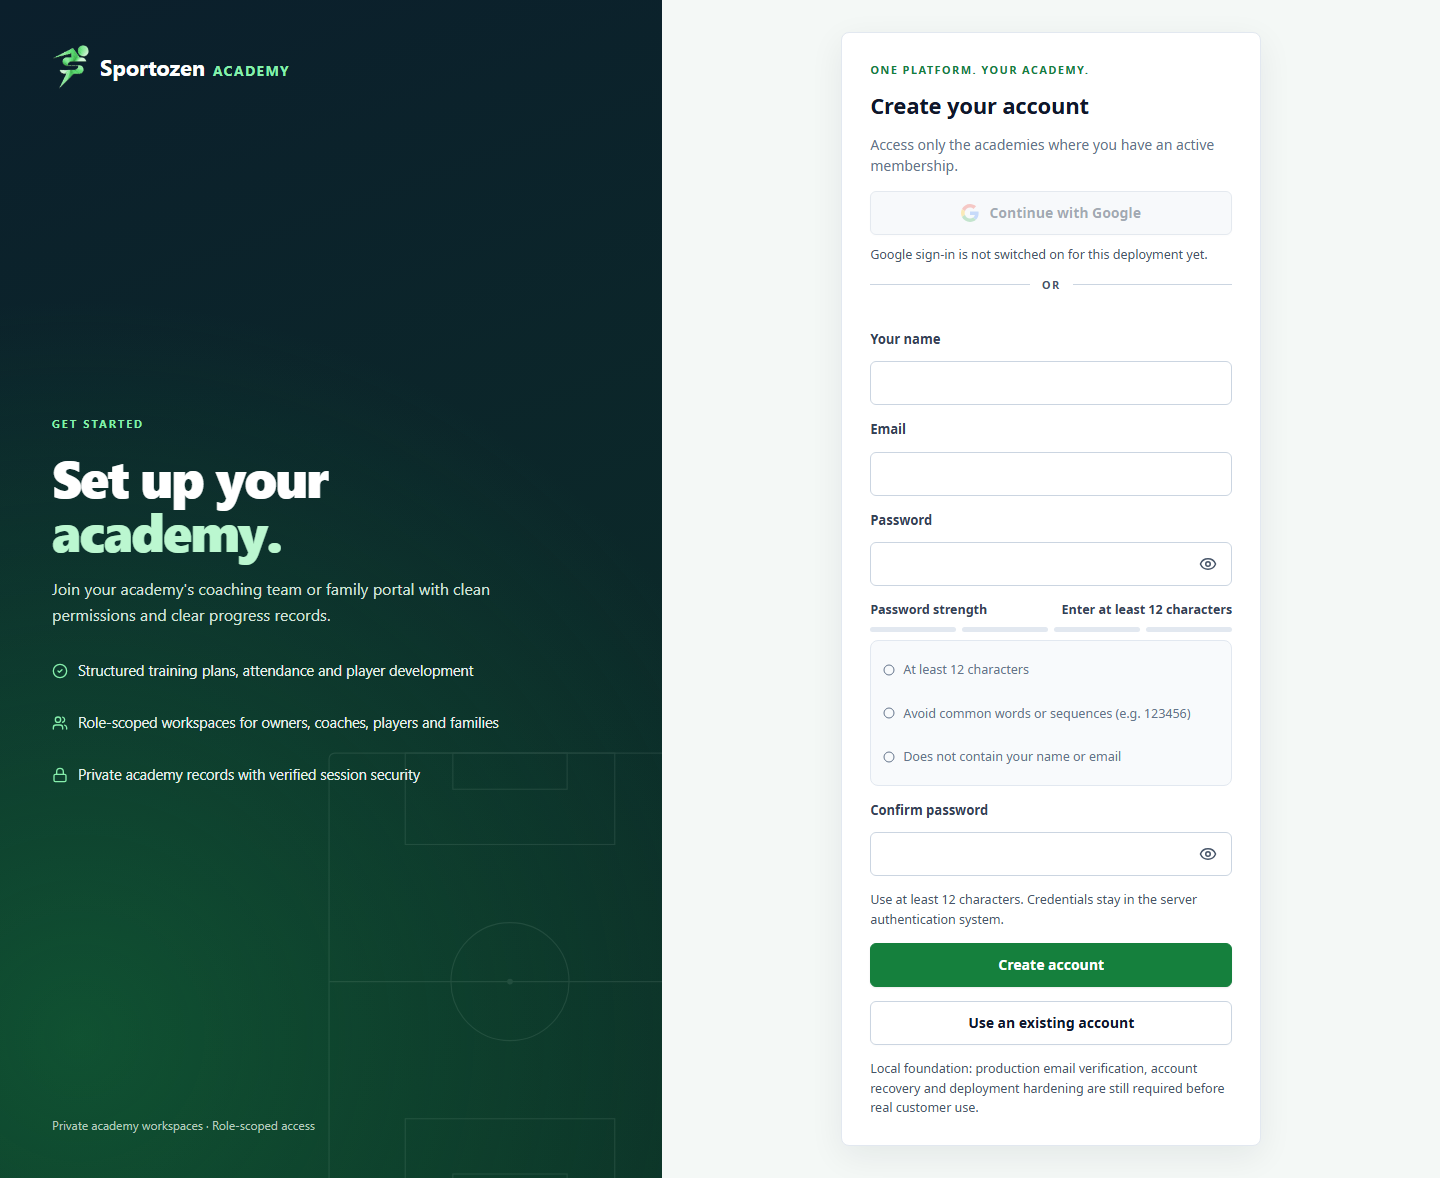 Sportozen ACADEMY
GET STARTED
Set up your
academy.
Join your academy's coaching team or family portal with clean
permissions and clear progress records.
Structured training plans, attendance and player development
Role-scoped workspaces for owners, coaches, players and families
Private academy records with verified session security
Private academy workspaces · Role-scoped access
ONE PLATFORM. YOUR ACADEMY.
Create your account
Access only the academies where you have an active
membership.
Continue with Google
Google sign-in is not switched on for this deployment yet.
OR
Your name
Email
Password
Password strength Enter at least 12 characters
At least 12 characters
Avoid common words or sequences (e.g. 123456)
Does not contain your name or email
Confirm password
Use at least 12 characters. Credentials stay in the server
authentication system.
Create account
Use an existing account
Local foundation: production email verification, account
recovery and deployment hardening are still required before
real customer use.